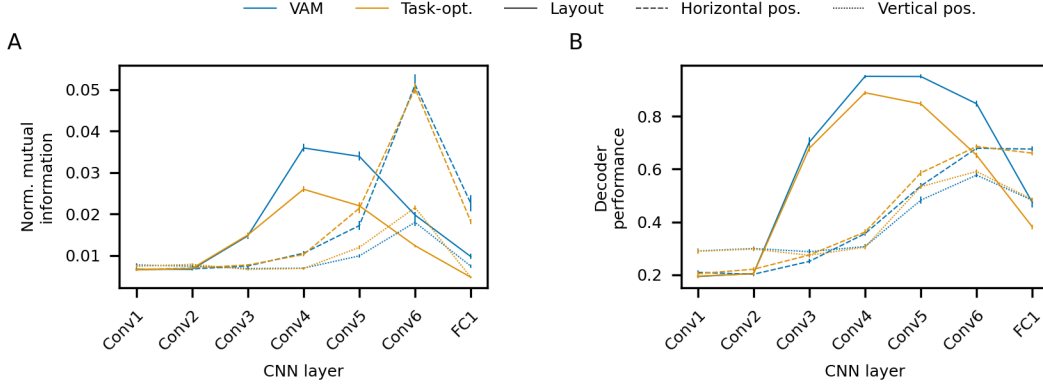 VAM Task-opt. Layout Horizontal pos. Vertical pos.
A
Norm. mutual
information
0.05
0.04
0.03
0.02
0.01
Conv1 Conv2 Conv3 Conv4 Conv5 Conv6 FC1
CNN layer
B
Decoder
performance
0.8
0.6
0.4
0.2
Conv1 Conv2 Conv3 Conv4 Conv5 Conv6 FC1
CNN layer